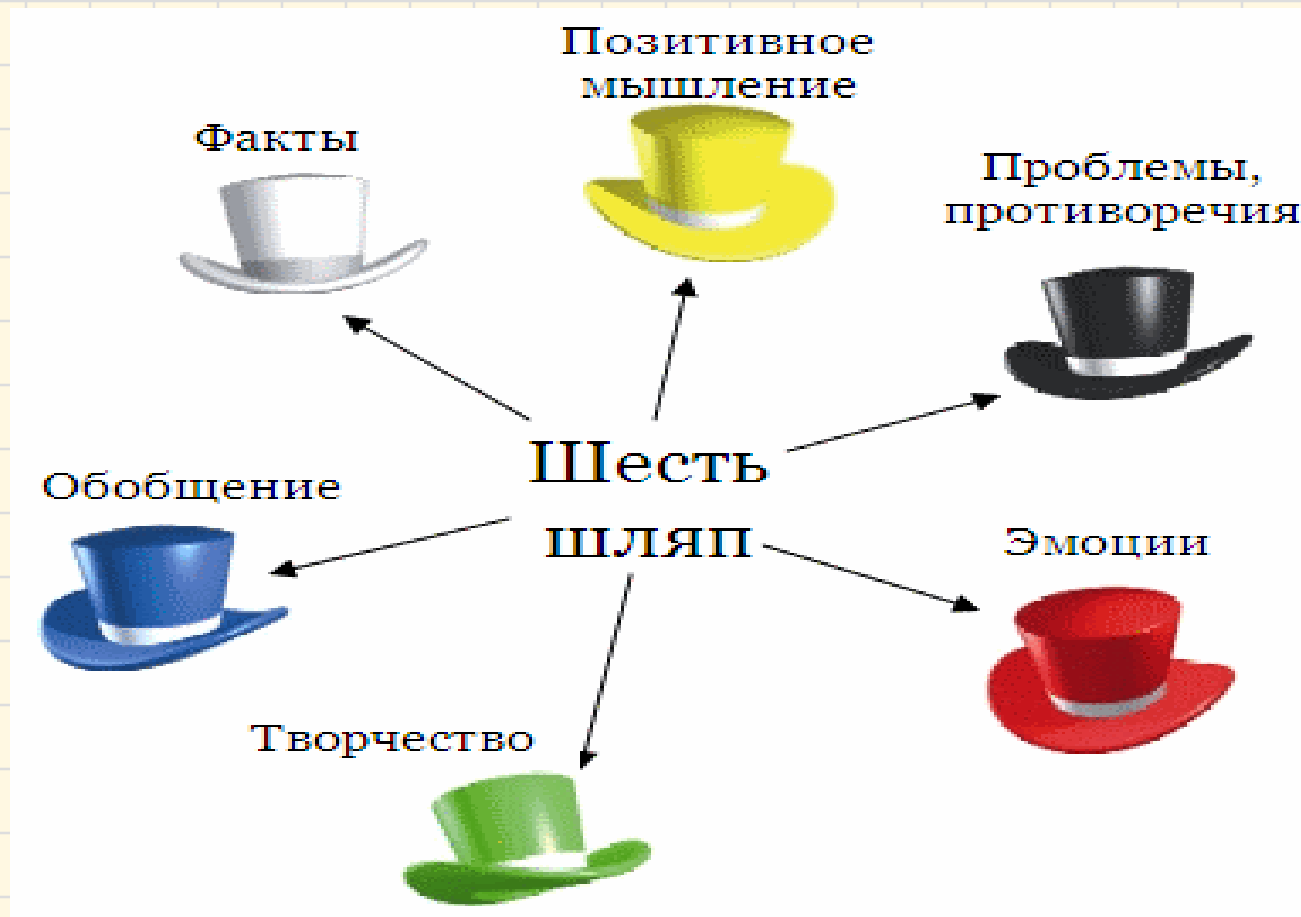 Позитивное
мышление
Факты
Проблемы,
противоречия
Шесть
шляп
Обобщение
Эмоции
Творчество